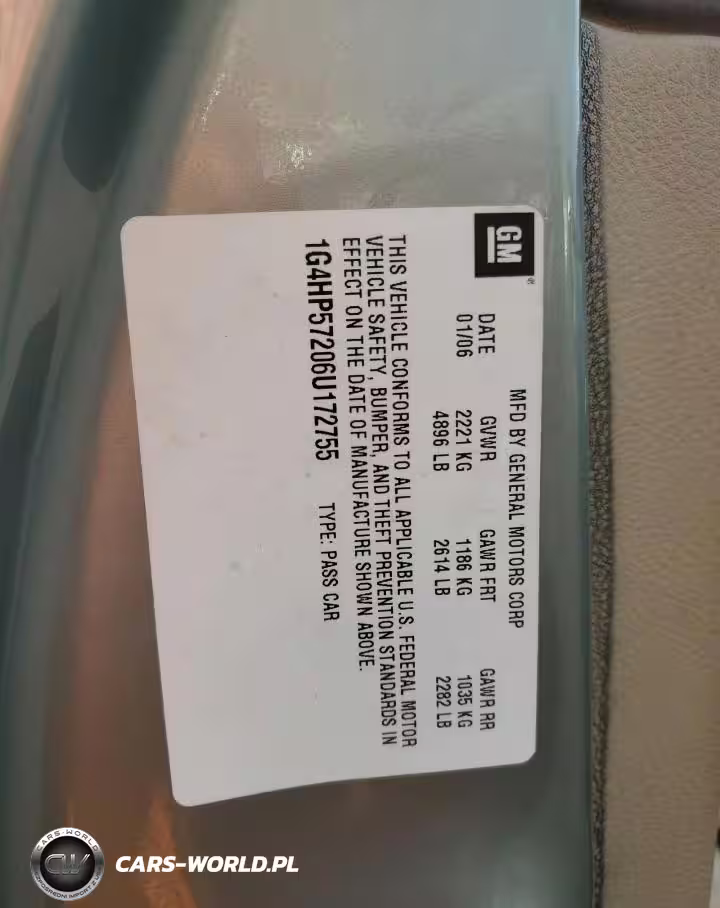 GM
MFD BY GENERAL MOTORS CORP
DATE GVWR GAWR FRT GAWR RR
01/06 2221 KG 1186 KG 1035 KG
4896 LB 2614 LB 2282 LB
THIS VEHICLE CONFORMS TO ALL APPLICABLE U.S. FEDERAL MOTOR
VEHICLE SAFETY, BUMPER, AND THEFT PREVENTION STANDARDS IN
EFFECT ON THE DATE OF MANUFACTURE SHOWN ABOVE.
1G4HP57206U172755 TYPE: PASS CAR
CARS-WORLD
CW
CARS-WORLD.PL